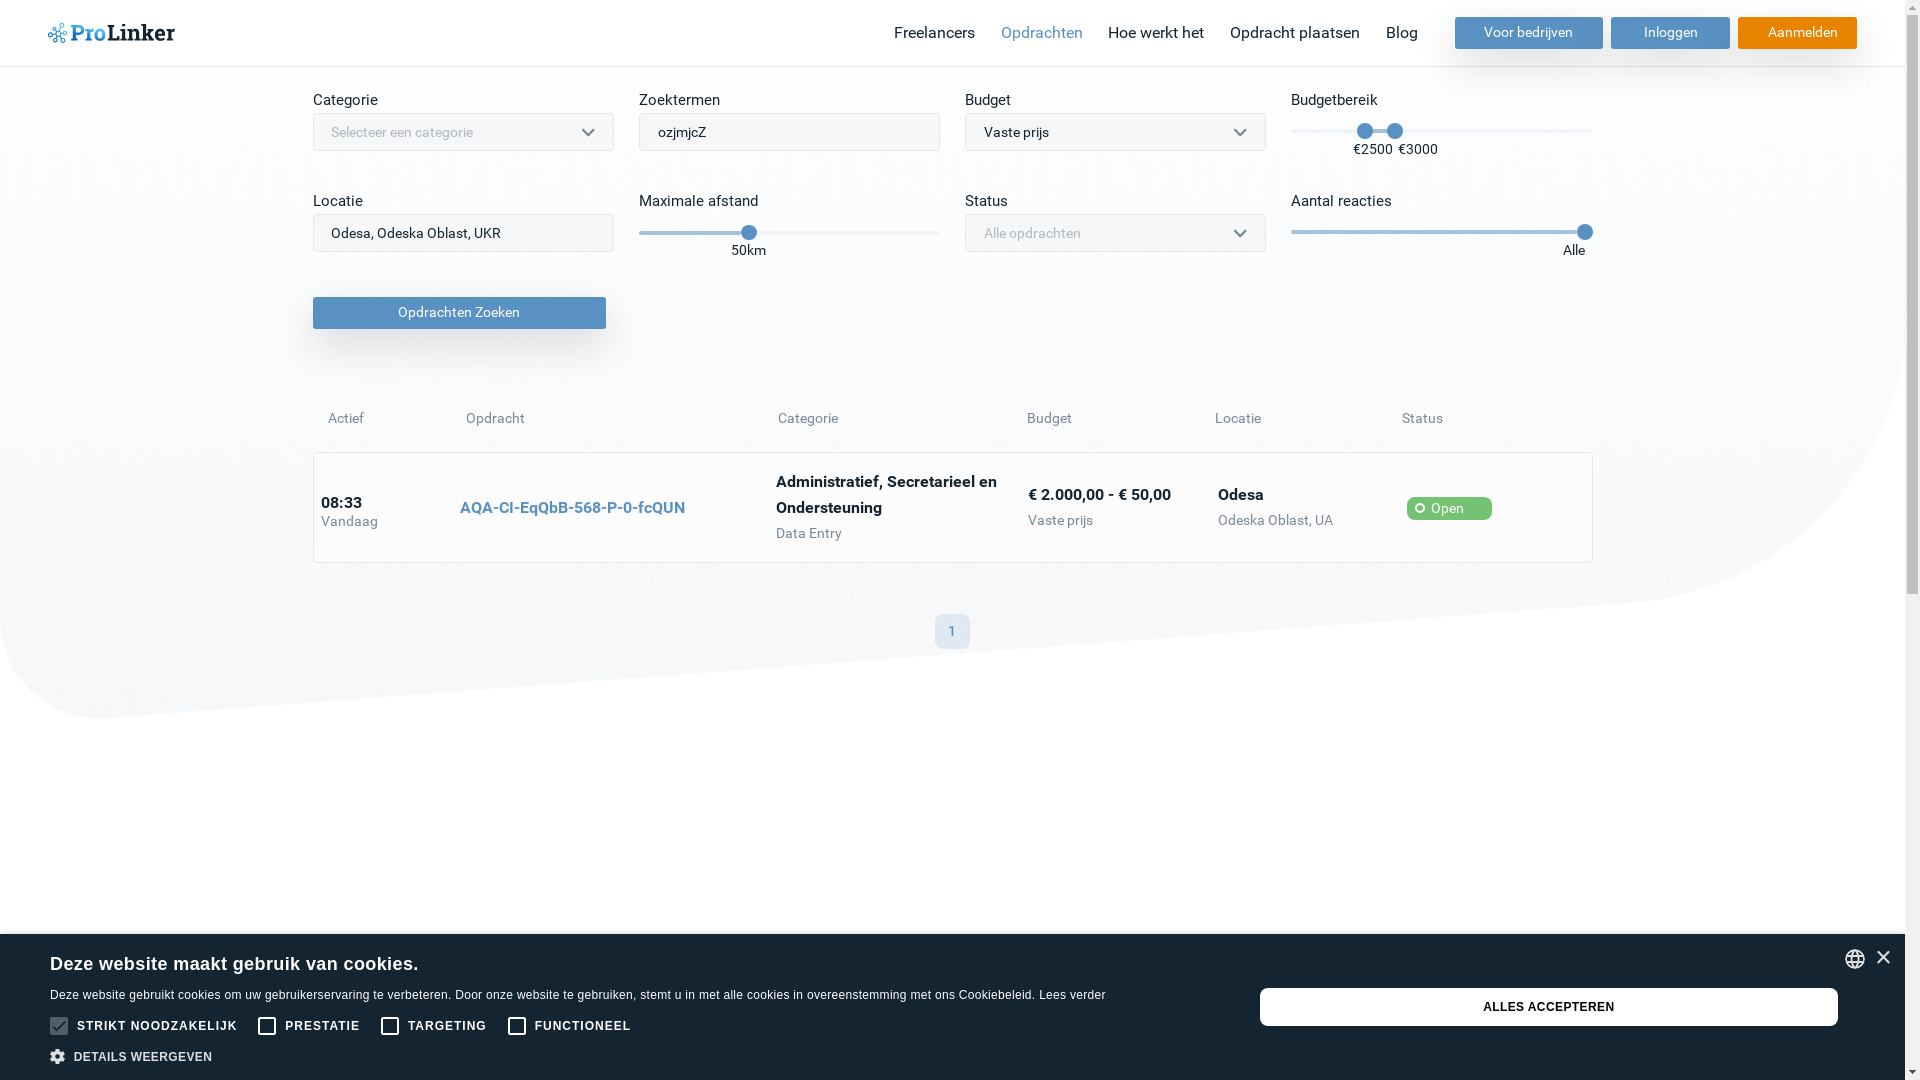 ProLinker
Freelancers Opdrachten Hoe werkt het Opdracht plaatsen Blog Voor bedrijven Inloggen Aanmelden
Categorie Zoektermen Budget Budgetbereik
Selecteer een categorie ozjmjcZ Vaste prijs
€2500 €3000
Locatie Maximale afstand Status Aantal reacties
Odesa, Odeska Oblast, UKR Alle opdrachten
50km Alle
Opdrachten Zoeken
Actief Opdracht Categorie Budget Locatie Status
08:33
Vandaag
AQA-CI-EqQbB-568-P-0-fcQUN
Administratief, Secretarieel en
Ondersteuning
Data Entry
€ 2.000,00 - € 50,00
Vaste prijs
Odesa
Odeska Oblast, UA
Open
1
Deze website maakt gebruik van cookies.
Deze website gebruikt cookies om uw gebruikerservaring te verbeteren. Door onze website te gebruiken, stemt u in met alle cookies in overeenstemming met ons Cookiebeleid. Lees verder
STRIKT NOODZAKELIJK PRESTATIE TARGETING FUNCTIONEEL
DETAILS WEERGEVEN
ALLES ACCEPTEREN
×